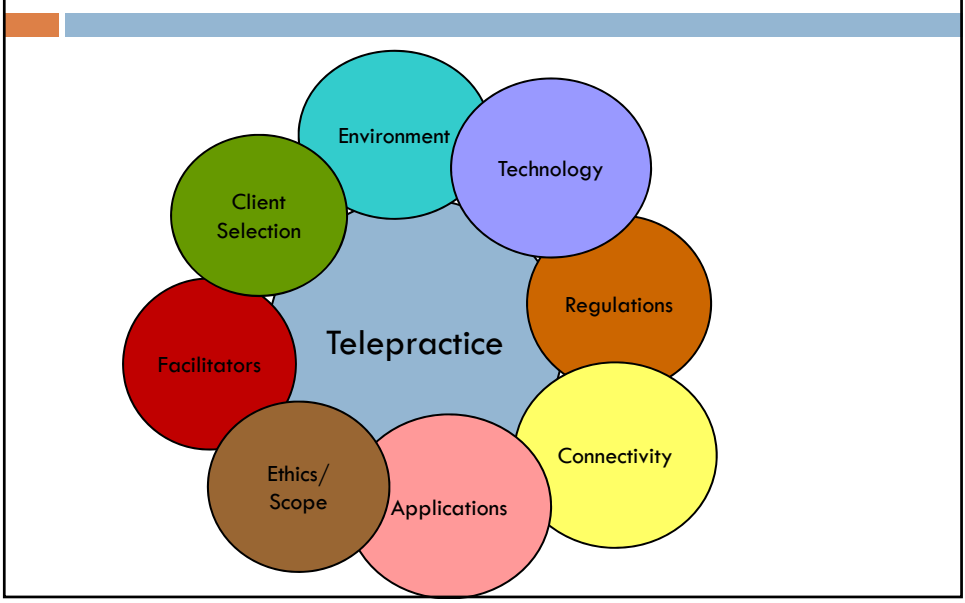 Environment
Technology
Client
Selection
Regulations
Telepractice
Facilitators
Connectivity
Ethics/
Scope
Applications